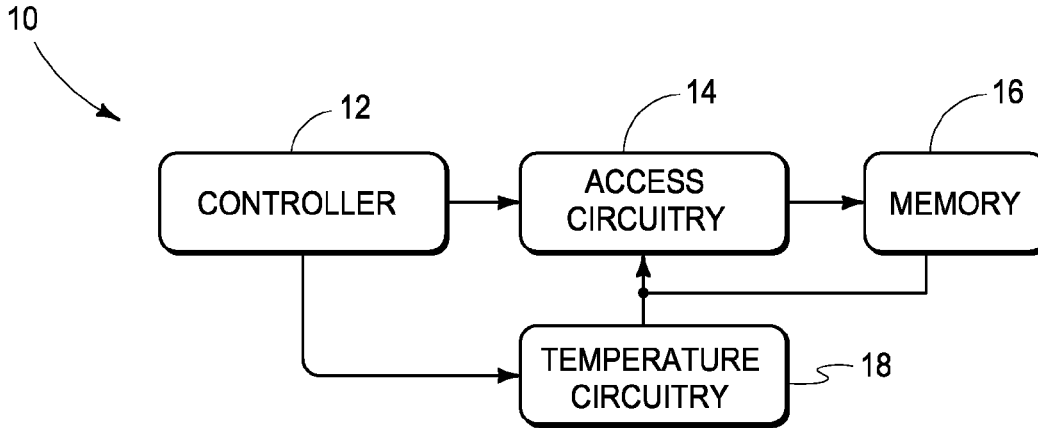 10
12
14
16
CONTROLLER
ACCESS
CIRCUITRY
MEMORY
TEMPERATURE
CIRCUITRY
18